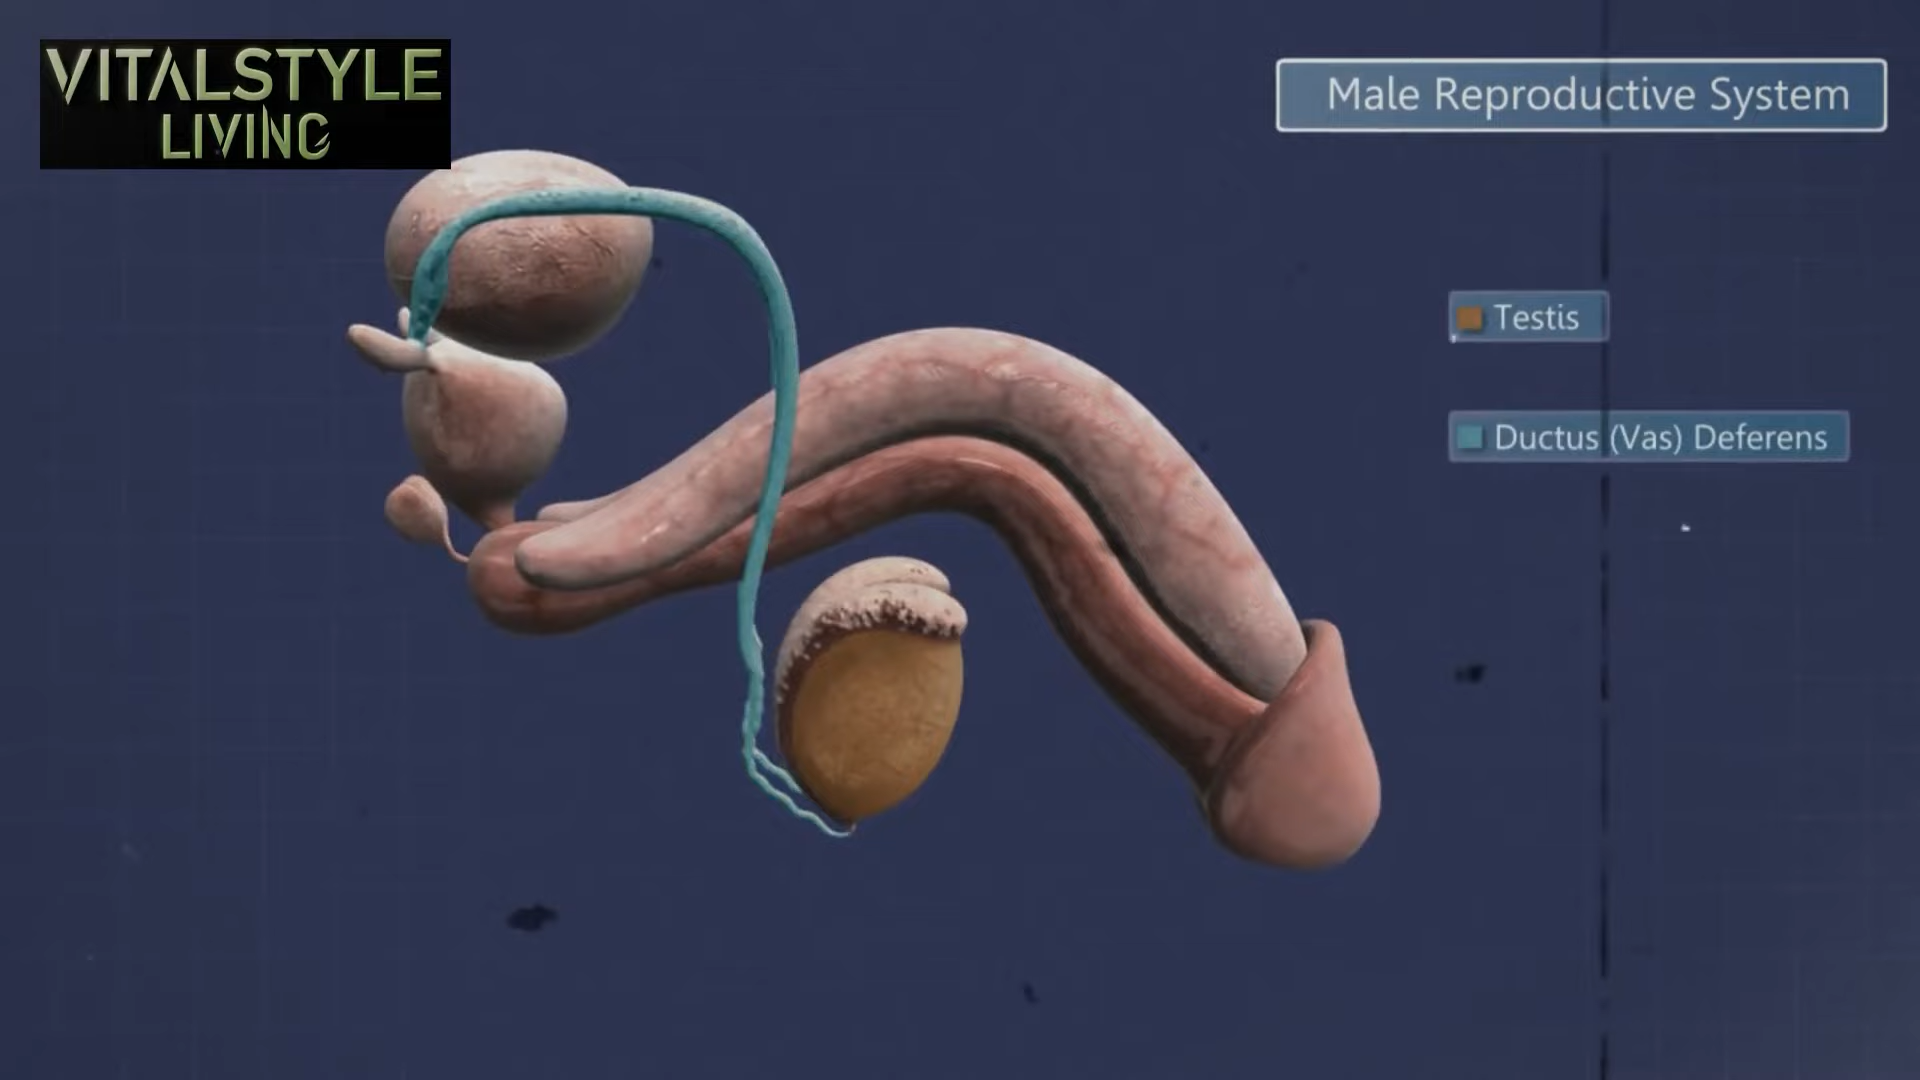 VITALSTYLE
LIVING
Male Reproductive System
Testis
Ductus (Vas) Deferens